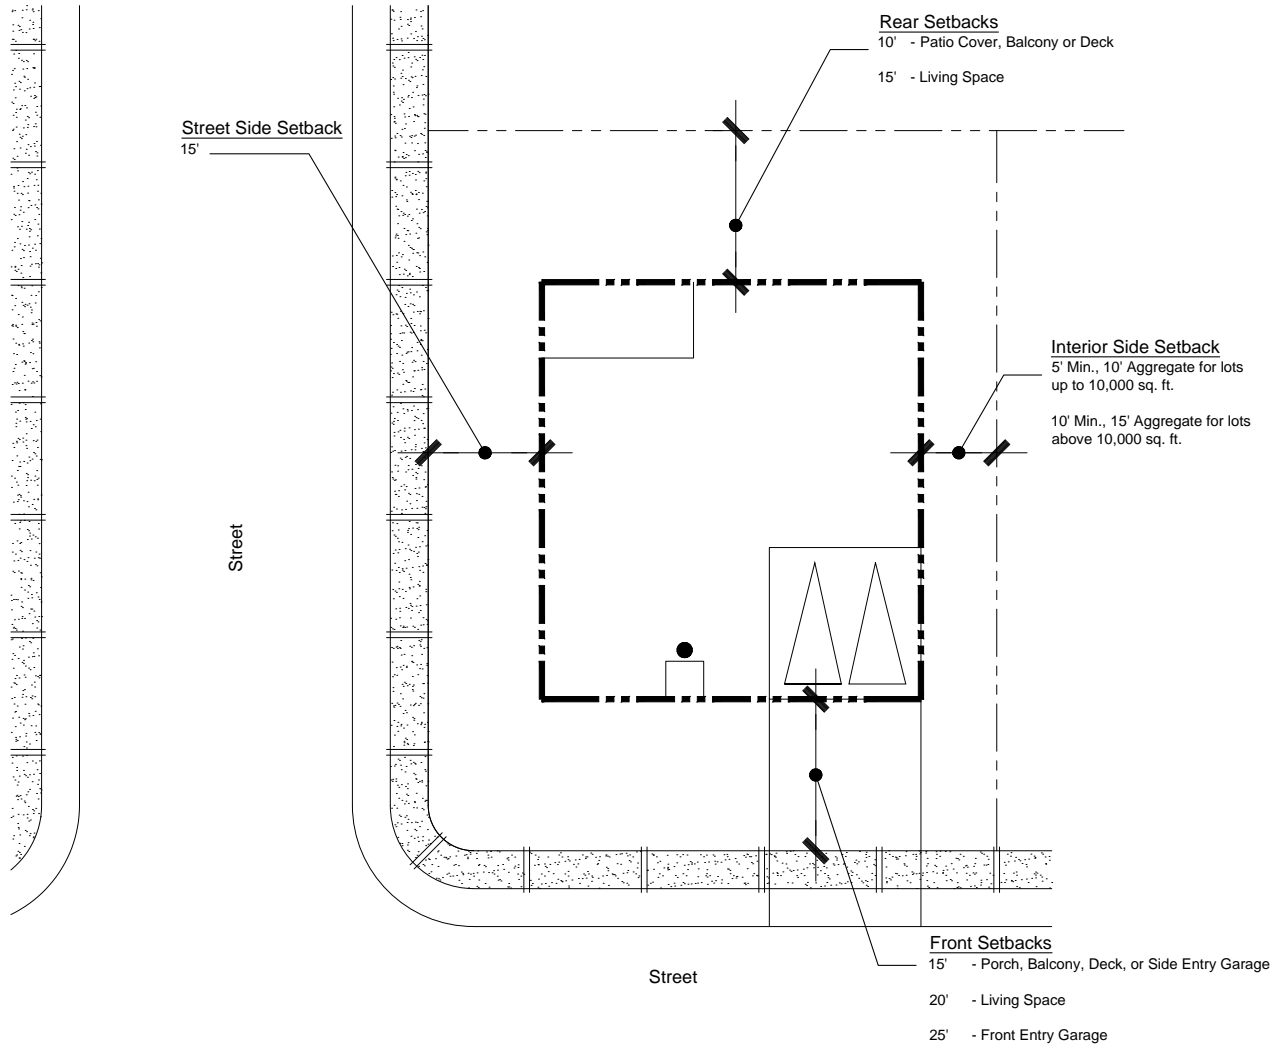 Rear Setbacks
10' - Patio Cover, Balcony or Deck
15' - Living Space
Street Side Setback
15'
Interior Side Setback
5' Min., 10' Aggregate for lots
up to 10,000 sq. ft.
10' Min., 15' Aggregate for lots
above 10,000 sq. ft.
Street
Front Setbacks
15' - Porch, Balcony, Deck, or Side Entry Garage
20' - Living Space
25' - Front Entry Garage
Street